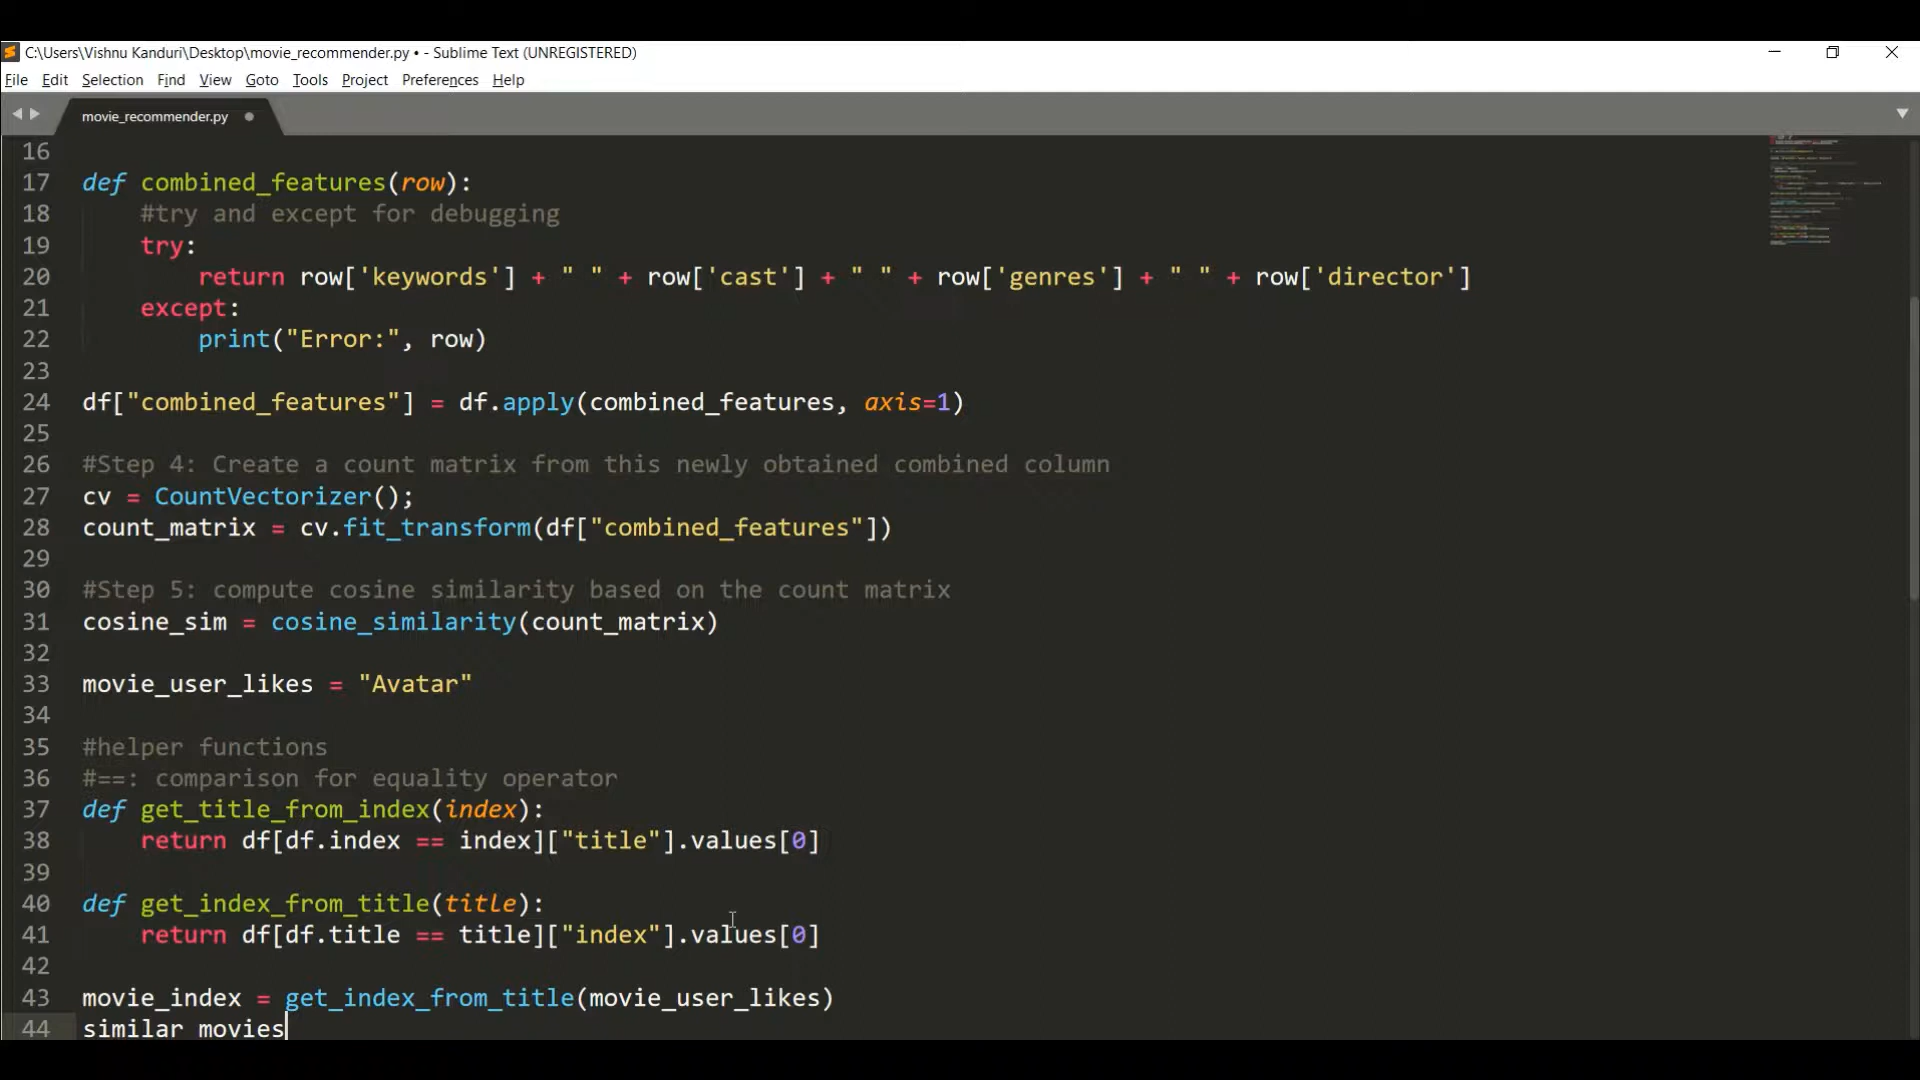 C:\Users\Vishnu Kanduri\Desktop\movie_recommender.py • - Sublime Text (UNREGISTERED)
File Edit Selection Find View Goto Tools Project Preferences Help
movie_recommender.py
16
17 def combined_features(row):
18 #try and except for debugging
19 try:
20 return row['keywords'] + " " + row['cast'] + " " + row['genres'] + " " + row['director']
21 except:
22 print("Error:", row)
23
24 df["combined_features"] = df.apply(combined_features, axis=1)
25
26 #Step 4: Create a count matrix from this newly obtained combined column
27 cv = CountVectorizer();
28 count_matrix = cv.fit_transform(df["combined_features"])
29
30 #Step 5: compute cosine similarity based on the count matrix
31 cosine_sim = cosine_similarity(count_matrix)
32
33 movie_user_likes = "Avatar"
34
35 #helper functions
36 #==: comparison for equality operator
37 def get_title_from_index(index):
38 return df[df.index == index]["title"].values[0]
39
40 def get_index_from_title(title):
41 return df[df.title == title]["index"].values[0]
42
43 movie_index = get_index_from_title(movie_user_likes)
44 similar movies